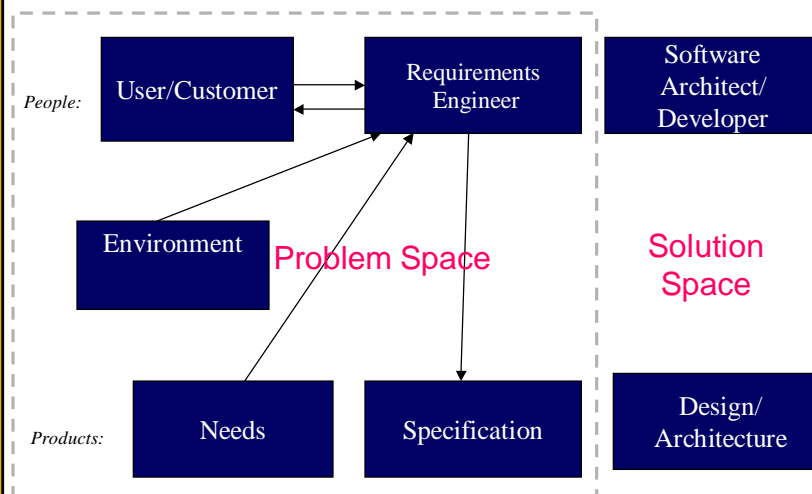 People:
User/Customer
Requirements
Engineer
Software
Architect/
Developer
Environment
Problem Space
Solution
Space
Products:
Needs
Specification
Design/
Architecture